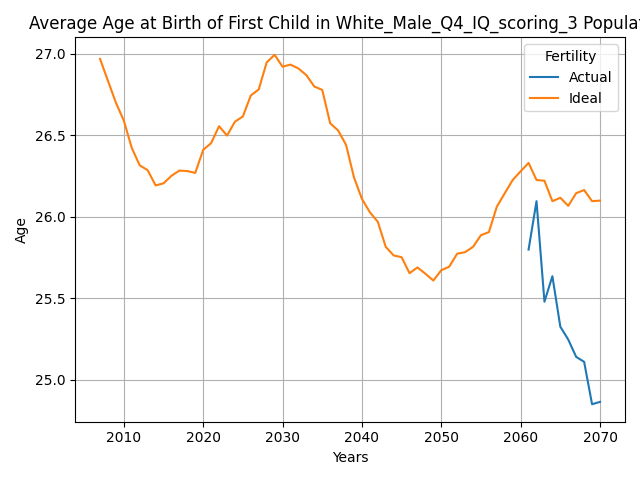 Average Age at Birth of First Child in White_Male_Q4_IQ_scoring_3 Populat
Fertility
Actual
Ideal
27.0
26.5
26.0
25.5
25.0
Age
2010 2020 2030 2040 2050 2060 2070
Years